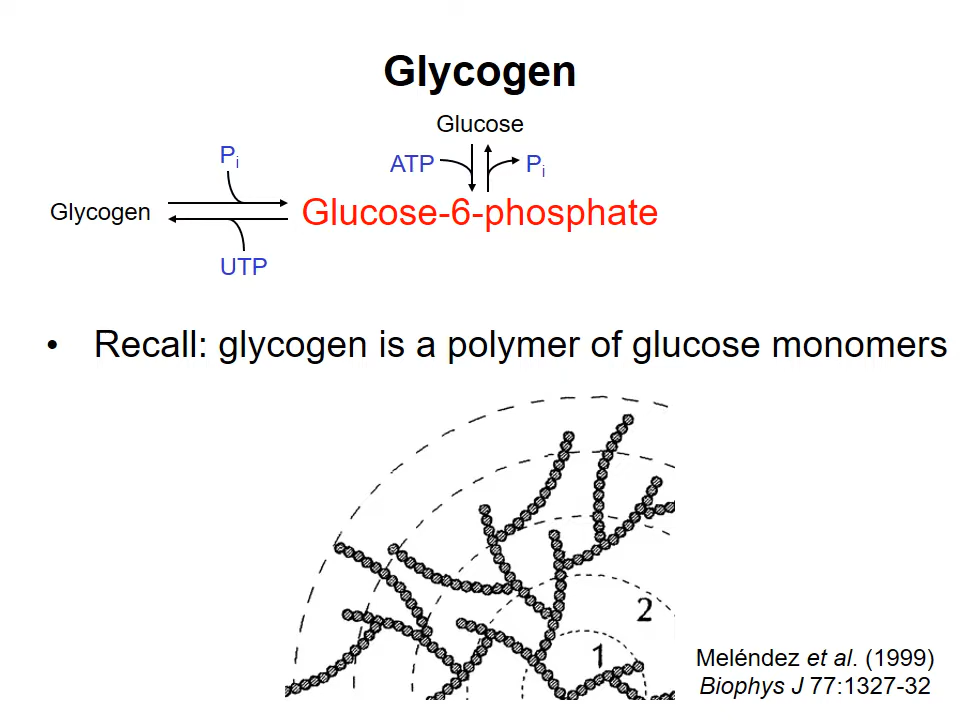 Glycogen
Glucose
Pi
ATP
Pi
Glycogen
Glucose-6-phosphate
UTP
• Recall: glycogen is a polymer of glucose monomers
2
1
Meléndez et al. (1999)
Biophys J 77:1327-32